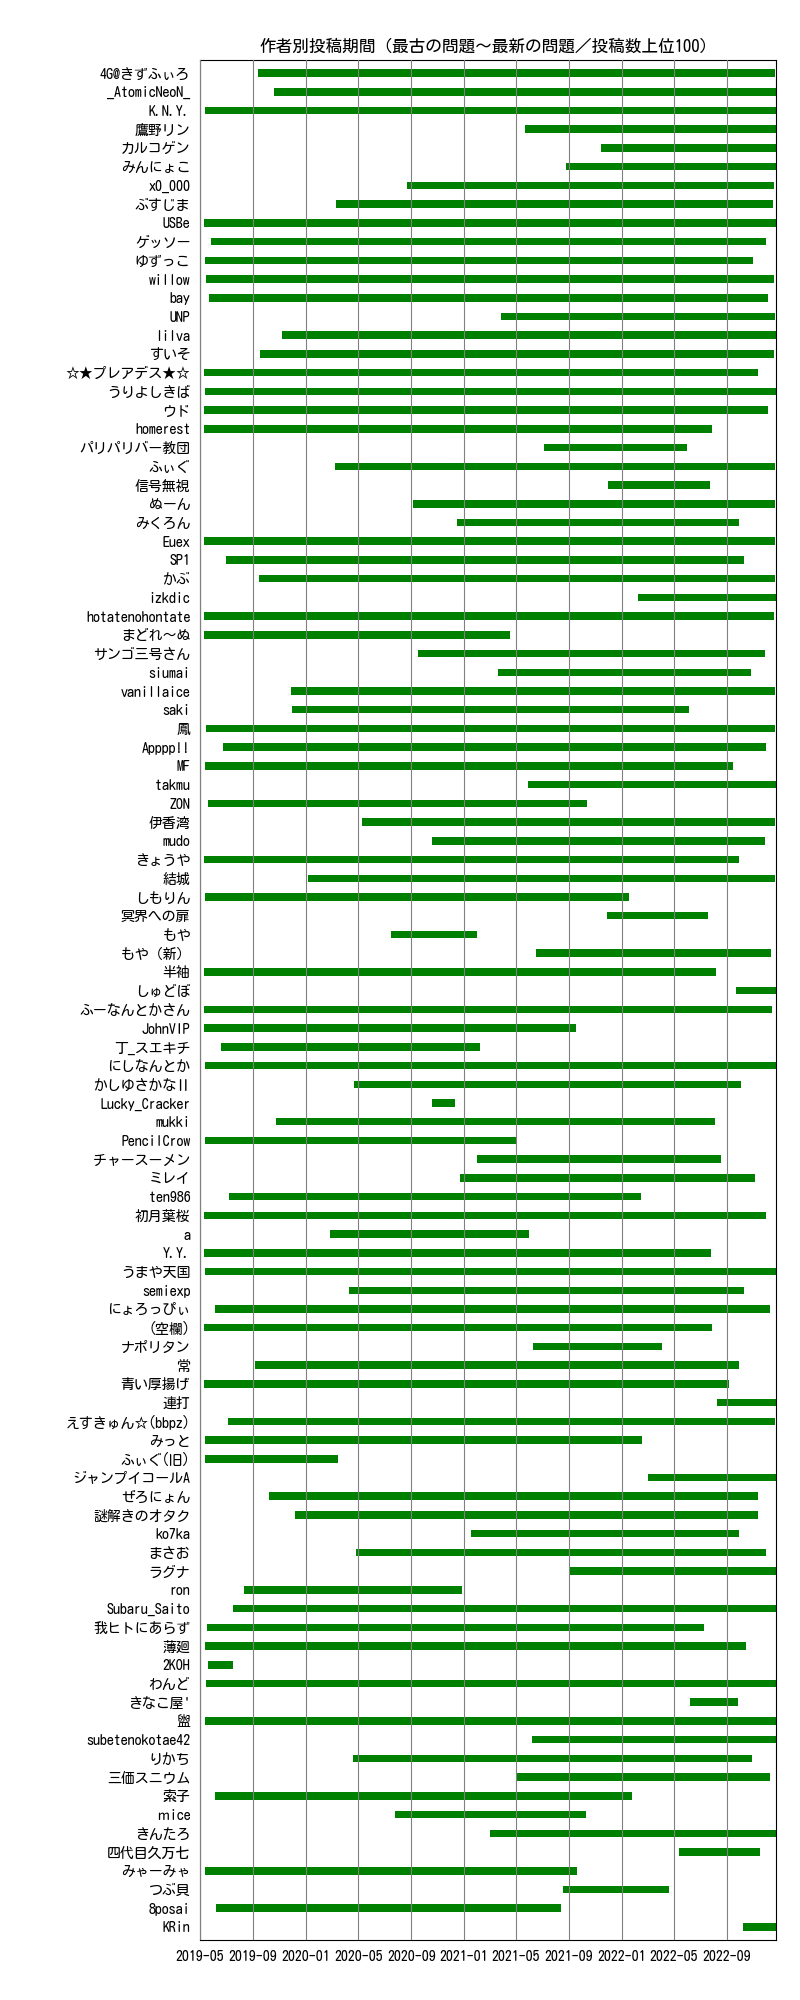 作者別投稿期間（最古の問題～最新の問題／投稿数上位100）
4G@きずふぃろ
_AtomicNeoN_
K.N.Y.
鷹野リン
カルコゲン
みんにょこ
x0_000
ぶすじま
USBe
ゲッソー
ゆずっこ
willow
bay
UNP
lilva
すいそ
☆★プレアデス★☆
うりよしきば
ウド
homerest
パリパリバー教団
ふぃぐ
信号無視
ぬーん
みくろん
Euex
SP1
かぶ
izkdic
hotatenohontate
まどれ～ぬ
サンゴ三号さん
siumai
vanillaice
saki
鳳
AppppII
MF
takmu
ZON
伊香湾
mudo
きょうや
結城
しもりん
冥界への扉
もや
もや（新）
半袖
しゅどぼ
ふーなんとかさん
JohnVIP
丁_スエキチ
にしなんとか
かしゆさかなⅡ
Lucky_Cracker
mukki
PencilCrow
チャースーメン
ミレイ
ten986
初月葉桜
a
Y.Y.
うまや天国
semiexp
にょろっぴぃ
(空欄)
ナポリタン
常
青い厚揚げ
連打
えすきゅん☆(bbpz)
みっと
ふぃぐ(旧)
ジャンプイコールA
ぜろにょん
謎解きのオタク
ko7ka
まさお
ラグナ
ron
Subaru_Saito
我ヒトにあらず
薄廻
2KOH
わんど
きなこ屋'
盥
subetenokotae42
りかち
三価スニウム
索子
mice
きんたろ
四代目久万七
みゃーみゃ
つぶ貝
8posai
KRin
2019-05 2019-09 2020-01 2020-05 2020-09 2021-01 2021-05 2021-09 2022-01 2022-05 2022-09